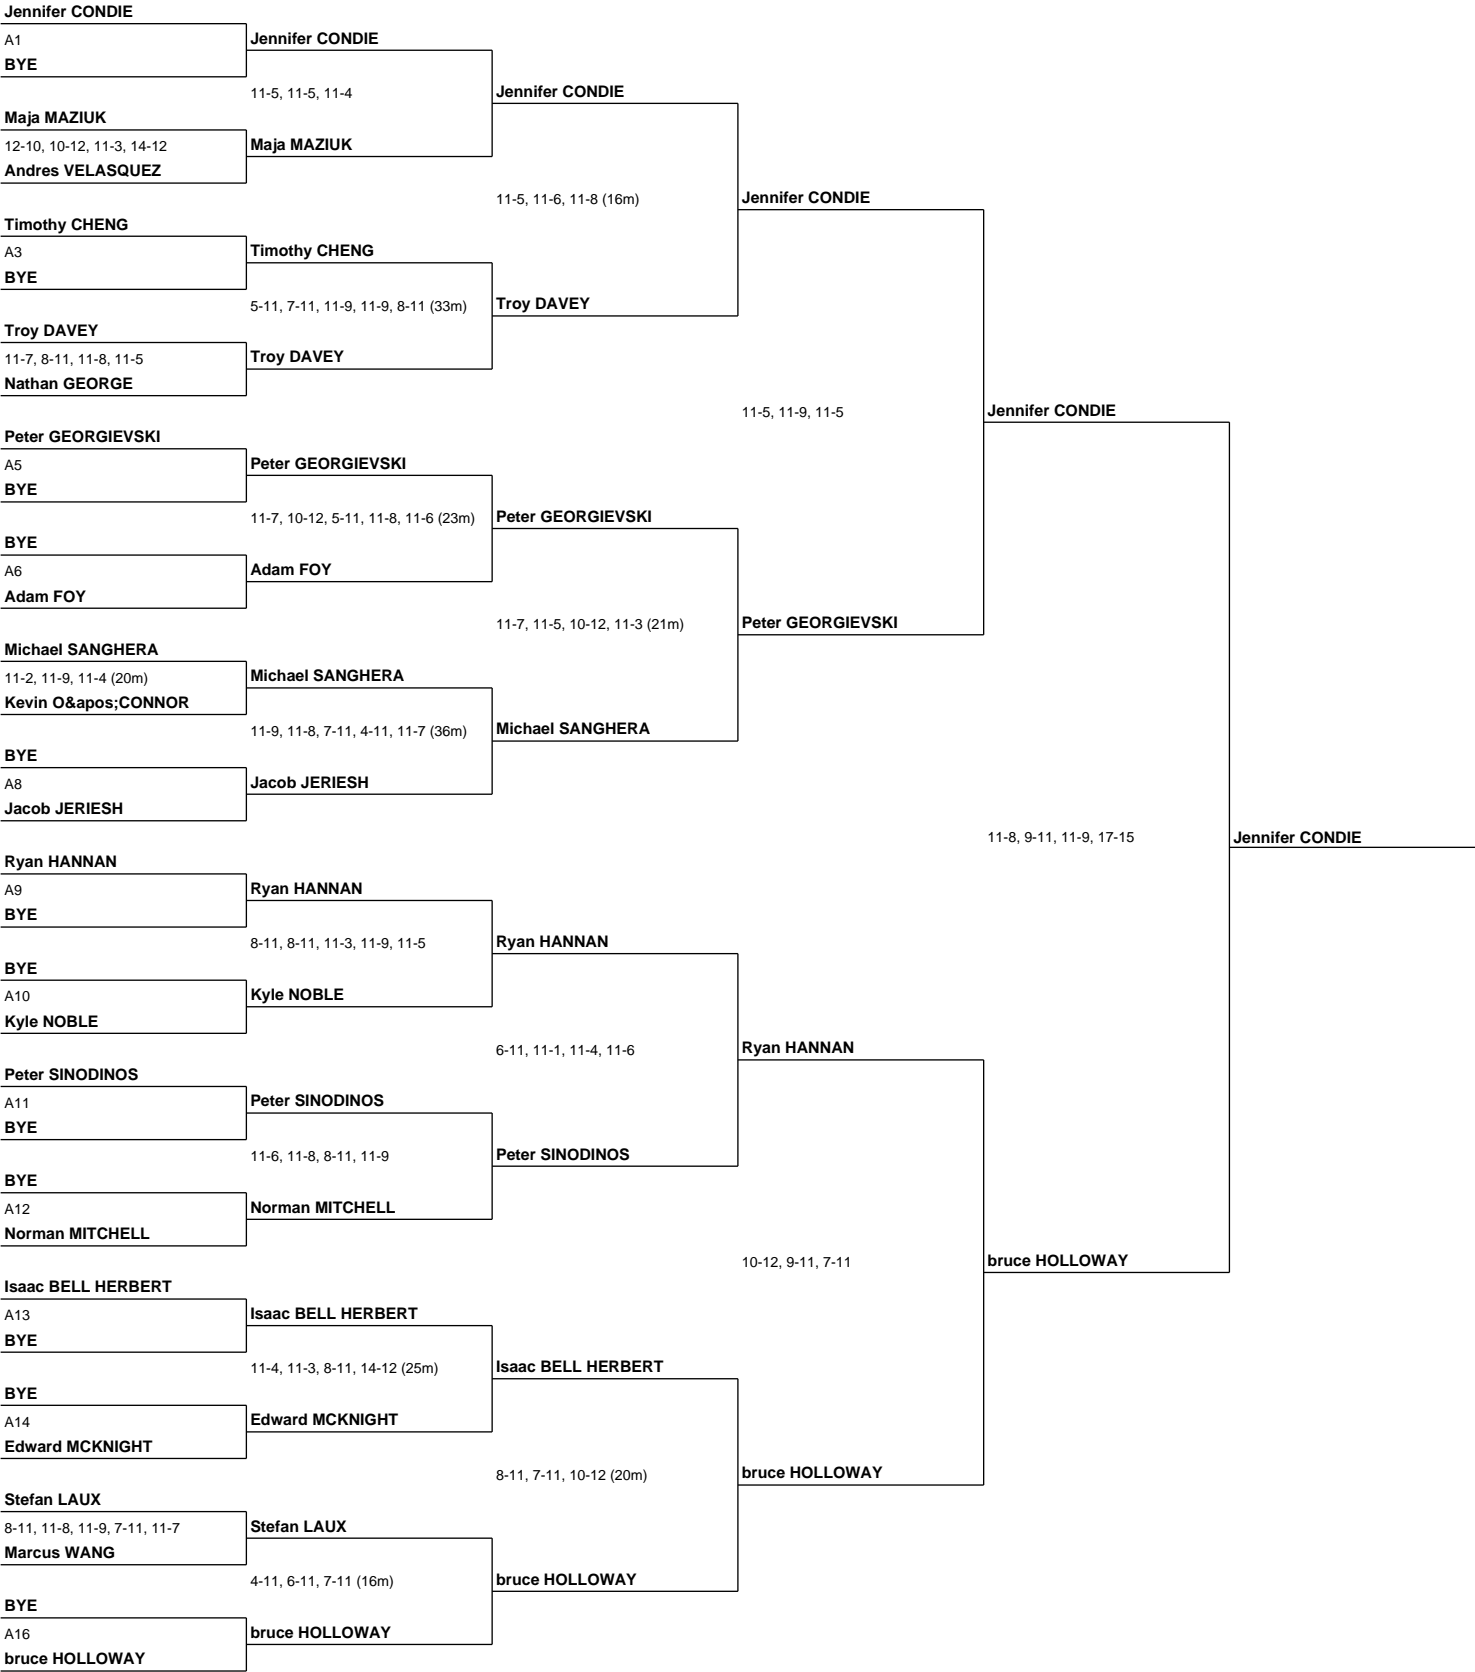 Jennifer CONDIE
A1
BYE
Jennifer CONDIE
11-5, 11-5, 11-4
Maja MAZIUK
12-10, 10-12, 11-3, 14-12
Andres VELASQUEZ
Maja MAZIUK
Jennifer CONDIE
11-5, 11-6, 11-8 (16m)
Timothy CHENG
A3
BYE
Timothy CHENG
5-11, 7-11, 11-9, 11-9, 8-11 (33m)
Troy DAVEY
11-7, 8-11, 11-8, 11-5
Nathan GEORGE
Troy DAVEY
Troy DAVEY
Jennifer CONDIE
11-5, 11-9, 11-5
Peter GEORGIEVSKI
A5
BYE
Peter GEORGIEVSKI
11-7, 10-12, 5-11, 11-8, 11-6 (23m)
BYE
A6
Adam FOY
Adam FOY
Peter GEORGIEVSKI
11-7, 11-5, 10-12, 11-3 (21m)
Michael SANGHERA
11-2, 11-9, 11-4 (20m)
Kevin O&apos;CONNOR
Michael SANGHERA
11-9, 11-8, 7-11, 4-11, 11-7 (36m)
BYE
A8
Jacob JERIESH
Jacob JERIESH
Michael SANGHERA
Peter GEORGIEVSKI
Jennifer CONDIE
11-8, 9-11, 11-9, 17-15
Jennifer CONDIE
Ryan HANNAN
A9
BYE
Ryan HANNAN
8-11, 8-11, 11-3, 11-9, 11-5
BYE
A10
Kyle NOBLE
Kyle NOBLE
Ryan HANNAN
6-11, 11-1, 11-4, 11-6
Peter SINODINOS
A11
BYE
Peter SINODINOS
11-6, 11-8, 8-11, 11-9
BYE
A12
Norman MITCHELL
Norman MITCHELL
Peter SINODINOS
Ryan HANNAN
10-12, 9-11, 7-11
Isaac BELL HERBERT
A13
BYE
Isaac BELL HERBERT
11-4, 11-3, 8-11, 14-12 (25m)
BYE
A14
Edward MCKNIGHT
Edward MCKNIGHT
Isaac BELL HERBERT
8-11, 7-11, 10-12 (20m)
Stefan LAUX
8-11, 11-8, 11-9, 7-11, 11-7
Marcus WANG
Stefan LAUX
4-11, 6-11, 7-11 (16m)
BYE
A16
bruce HOLLOWAY
bruce HOLLOWAY
bruce HOLLOWAY
bruce HOLLOWAY
bruce HOLLOWAY